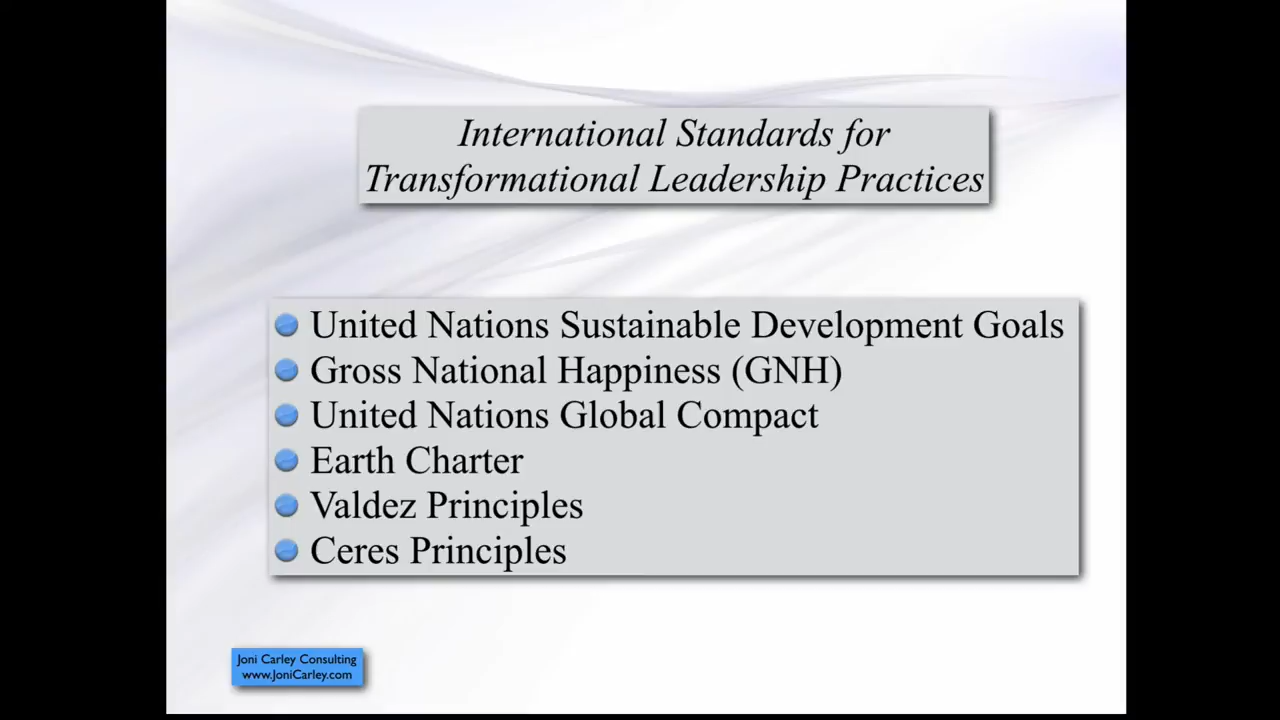 International Standards for
Transformational Leadership Practices
United Nations Sustainable Development Goals
Gross National Happiness (GNH)
United Nations Global Compact
Earth Charter
Valdez Principles
Ceres Principles
Joni Carley Consulting
www.JoniCarley.com